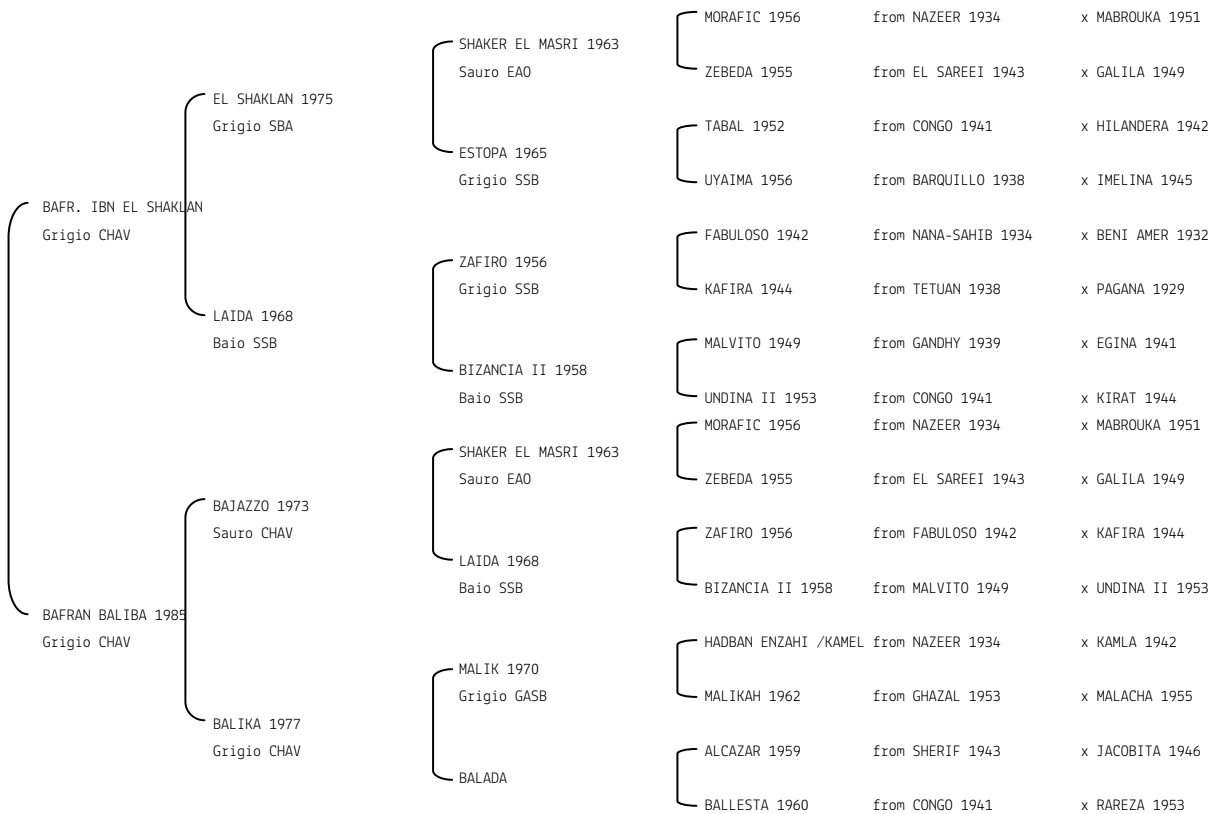 MORAFIC 1956 from NAZEER 1934 x MABROUKA 1951
SHAKER EL MASRI 1963
Sauro EAO
ZEBEDA 1955 from EL SAREEI 1943 x GALILA 1949
EL SHAKLAN 1975
Grigio SBA
TABAL 1952 from CONGO 1941 x HILANDERA 1942
ESTOPA 1965
Grigio SSB
UYAIMA 1956 from BARQUILLO 1938 x IMELINA 1945
BAFR. IBN EL SHAKLAN
Grigio CHAV
FABULOSO 1942 from NANA-SAHIB 1934 x BENI AMER 1932
ZAFIRO 1956
Grigio SSB
KAFIRA 1944 from TETUAN 1938 x PAGANA 1929
LAIDA 1968
Baio SSB
MALVITO 1949 from GANDHY 1939 x EGINA 1941
BIZANCIA II 1958
Baio SSB
UNDINA II 1953 from CONGO 1941 x KIRAT 1944
MORAFIC 1956 from NAZEER 1934 x MABROUKA 1951
SHAKER EL MASRI 1963
Sauro EAO
ZEBEDA 1955 from EL SAREEI 1943 x GALILA 1949
BAJAZZO 1973
Sauro CHAV
ZAFIRO 1956 from FABULOSO 1942 x KAFIRA 1944
LAIDA 1968
Baio SSB
BIZANCIA II 1958 from MALVITO 1949 x UNDINA II 1953
BAFRAN BALIBA 1985
Grigio CHAV
HADBAN ENZAHI /KAMEL from NAZEER 1934 x KAMLA 1942
MALIK 1970
Grigio GASB
MALIKAH 1962 from GHAZAL 1953 x MALACHA 1955
BALIKA 1977
Grigio CHAV
ALCAZAR 1959 from SHERIF 1943 x JACOBITA 1946
BALADA
BALLESTA 1960 from CONGO 1941 x RAREZA 1953